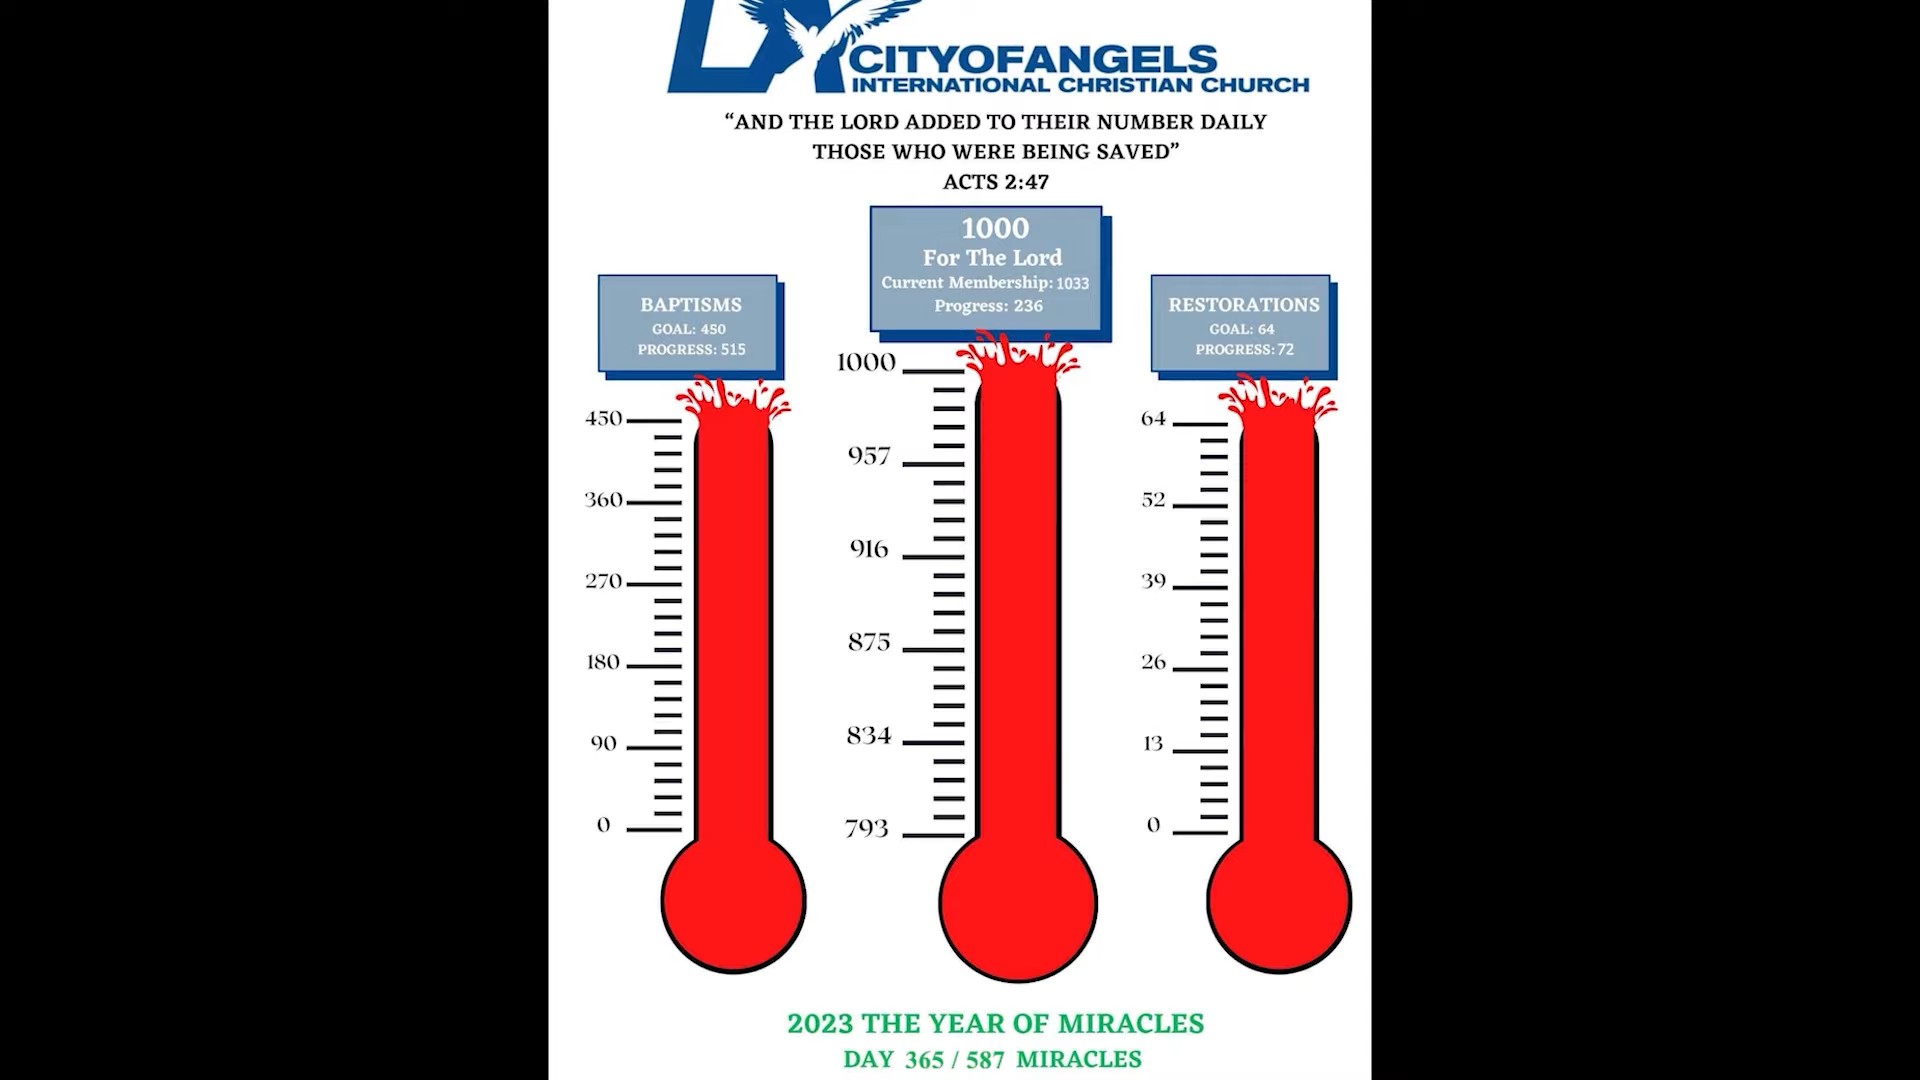 CITYOFANGELS
INTERNATIONAL CHRISTIAN CHURCH
“AND THE LORD ADDED TO THEIR NUMBER DAILY
THOSE WHO WERE BEING SAVED”
ACTS 2:47
1000
For The Lord
Current Membership: 1033
Progress: 236
BAPTISMS
GOAL: 450
PROGRESS: 515
RESTORATIONS
GOAL: 64
PROGRESS: 72
450
360
270
180
90
0
1000
957
916
875
834
793
64
52
39
26
13
0
2023 THE YEAR OF MIRACLES
DAY 365 / 587 MIRACLES